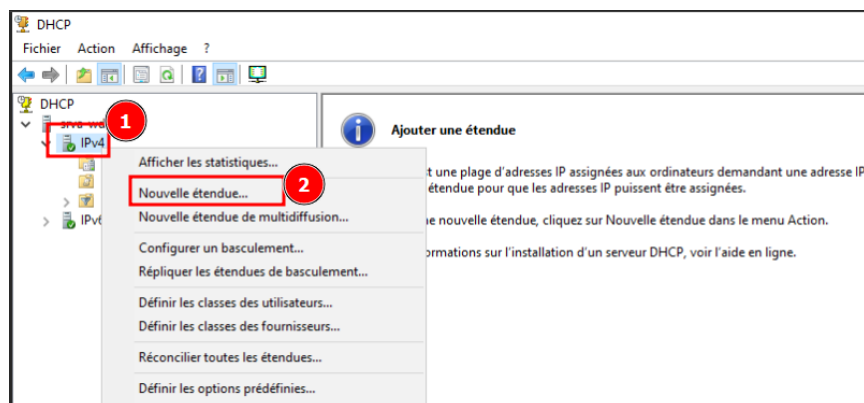 DHCP
Fichier Action Affichage ?
DHCP
1
IPv4
Ajouter une étendue
Afficher les statistiques...
t une plage d'adresses IP assignées aux ordinateurs demandant une adresse IP
2
Nouvelle étendue...
étendue pour que les adresses IP puissent être assignées.
Nouvelle étendue de multidiffusion...
ne nouvelle étendue, cliquez sur Nouvelle étendue dans le menu Action.
Configurer un basculement...
ormations sur l'installation d'un serveur DHCP, voir l'aide en ligne.
Répliquer les étendues de basculement...
Définir les classes des utilisateurs...
Définir les classes des fournisseurs...
Réconcilier toutes les étendues...
Définir les options prédéfinies...